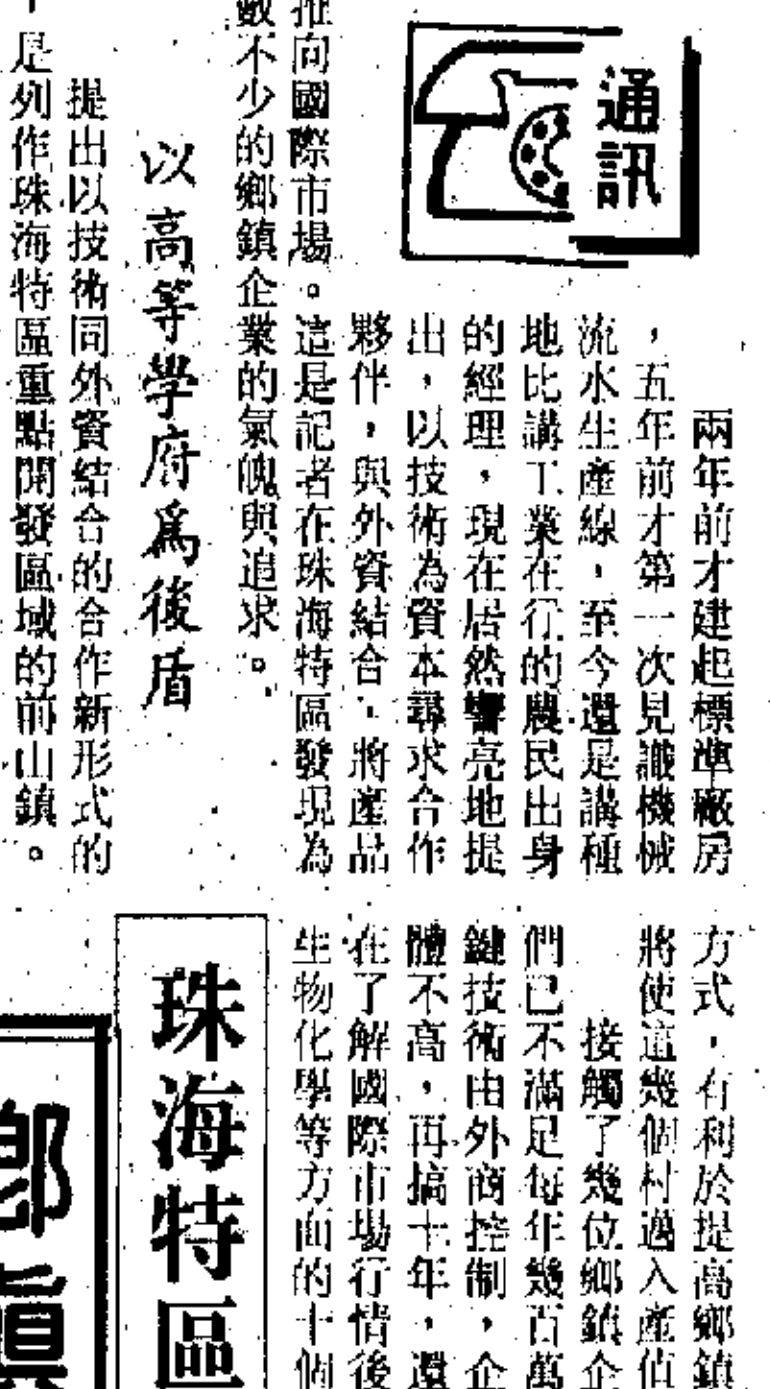 通訊
兩年前才建起標準廠房
，五年前才第一次見識機械
流水生產線，至今還是講種
地比講工業在行的農民出身
的經理，現在居然響亮地提
出，以技術為資本尋求合作
夥伴，與外資結合，將產品
推向國際市場。這是記者在珠海特區發現為
數不少的鄉鎮企業的氣魄與追求。
以高等學府爲後盾
提出以技術同外資結合的合作新形式的
，是列作珠海特區重點開發區域的前山鎮。
方式，有利於提高鄉鎮
將使這幾個村邁入產值
接觸了幾位鄉鎮企
們已不滿足每年幾百萬
鍵技術由外商控制，企
體不高，再搞十年，還
在了解國際市場行情後
生物化學等方面的十個
珠海特區
鄉鎮